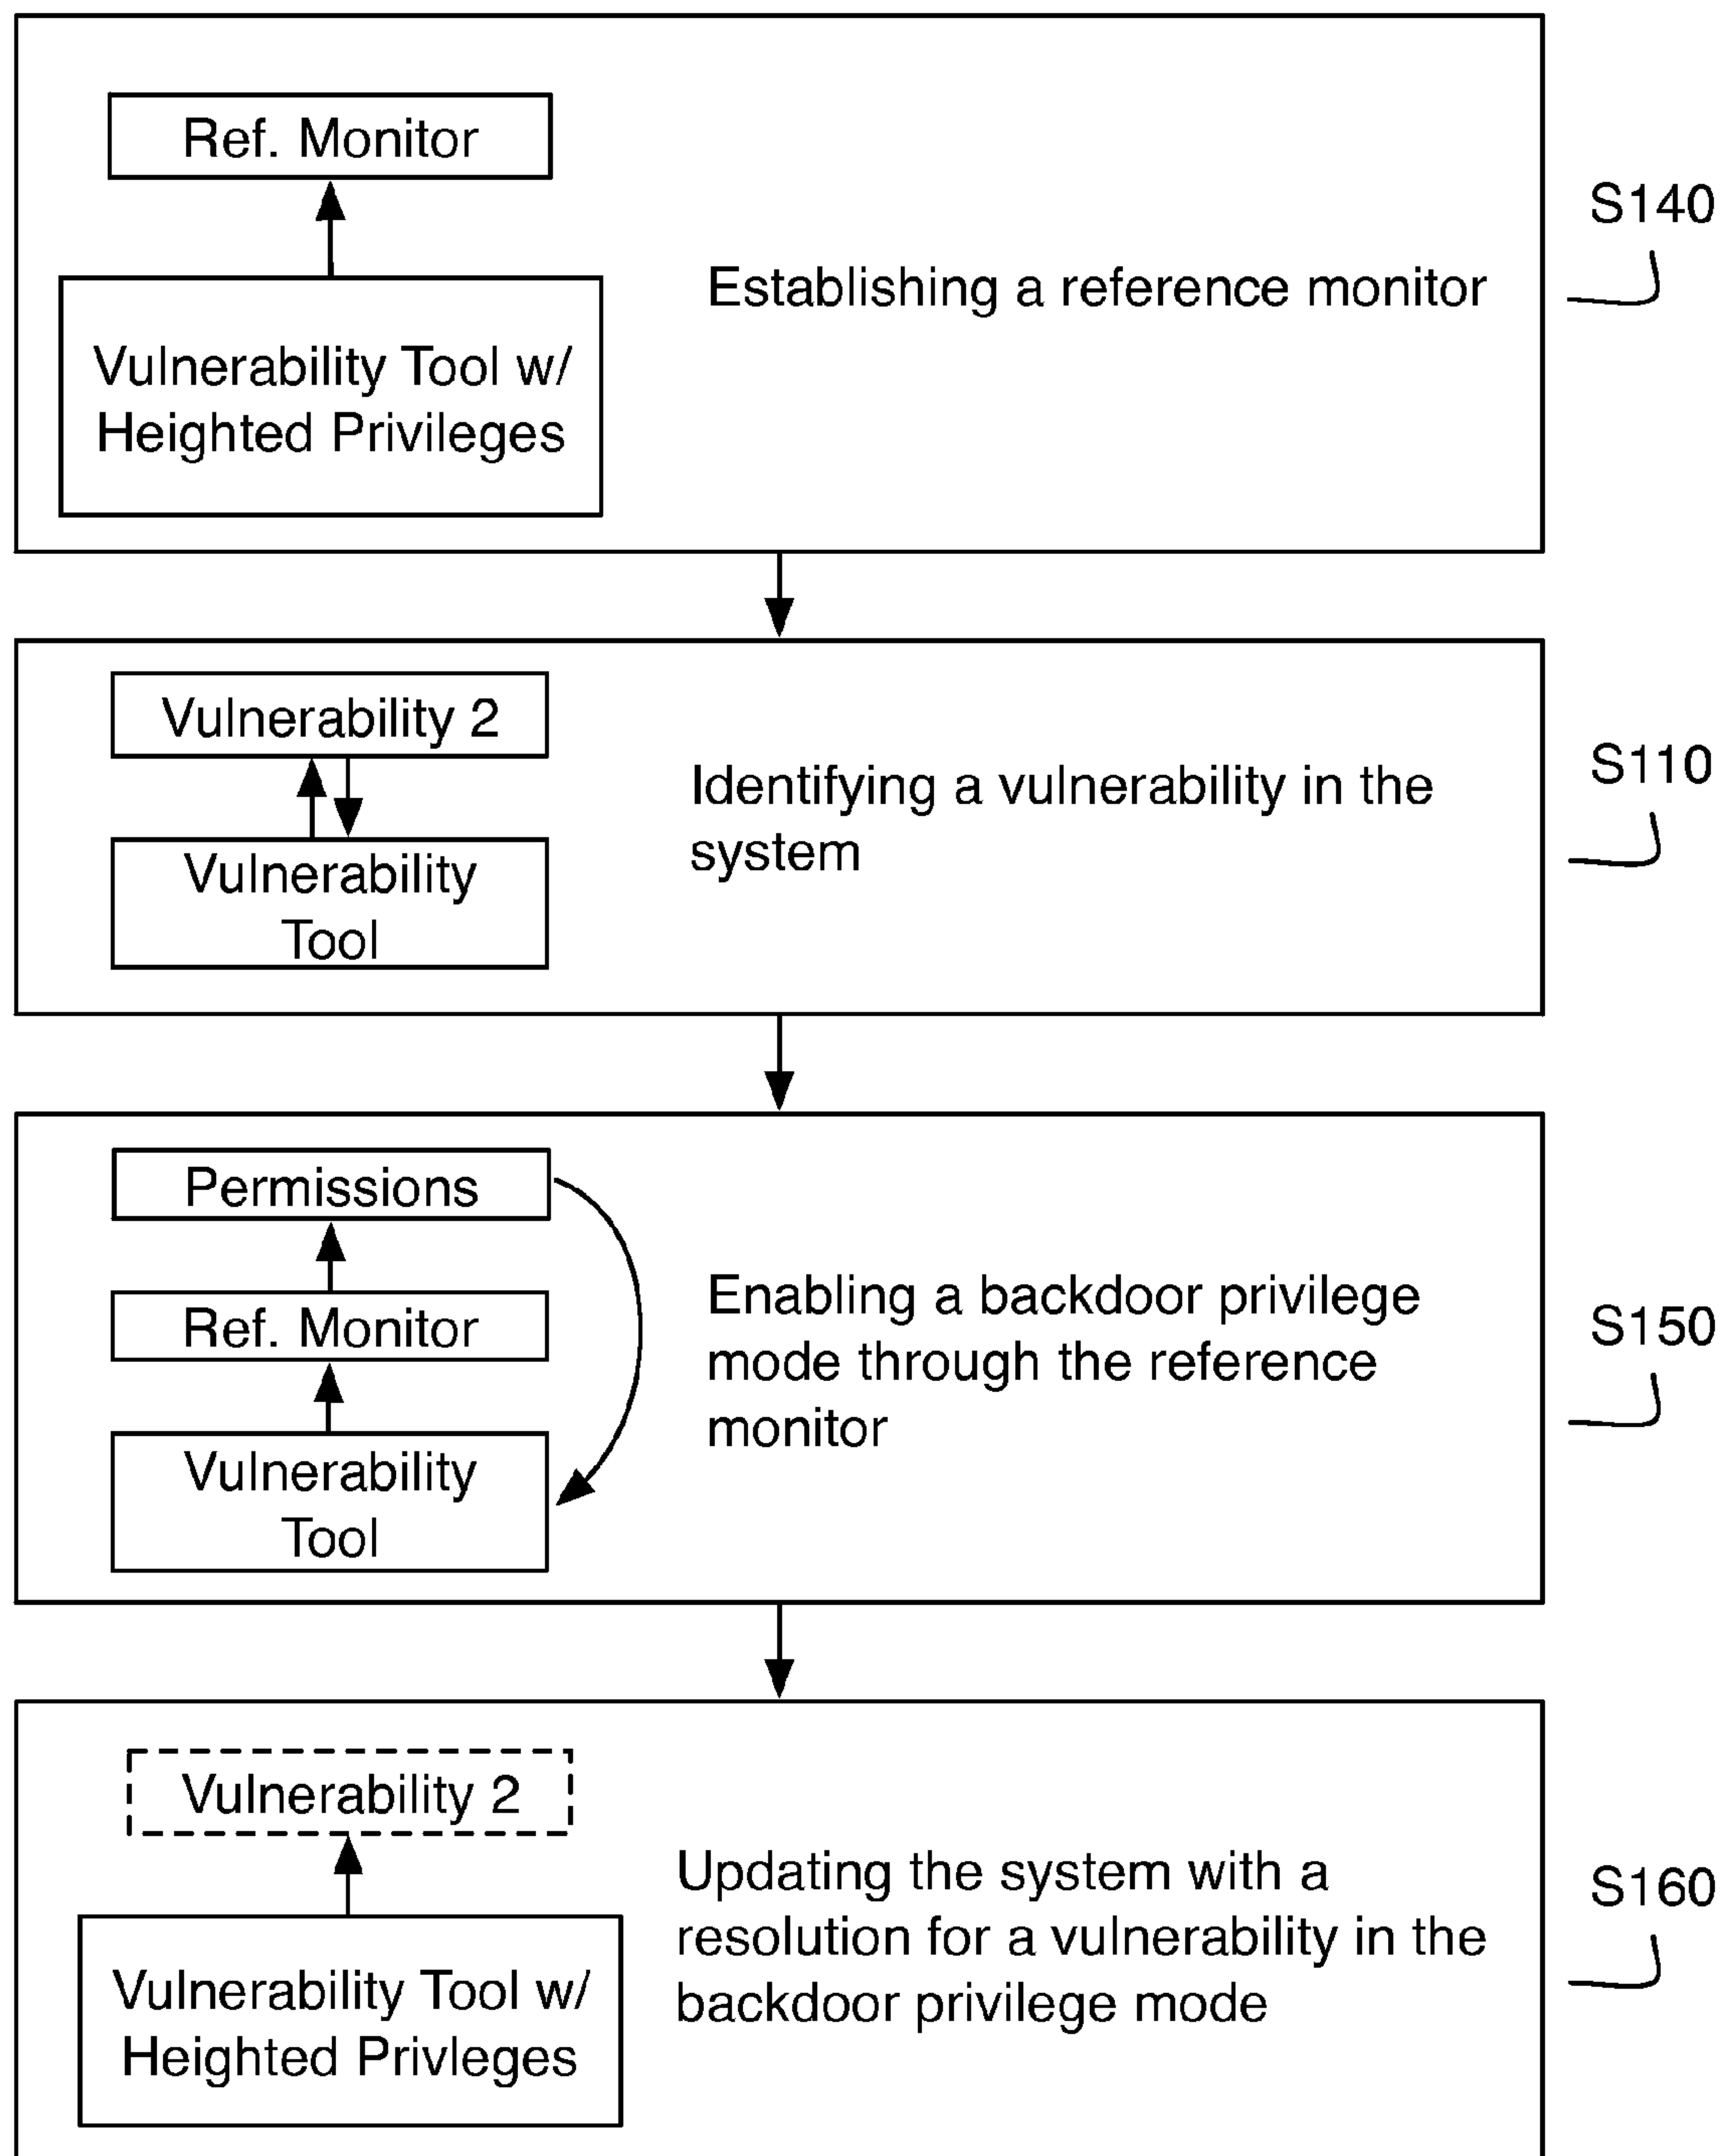 Ref. Monitor
Vulnerability Tool w/
Heighted Privileges
Establishing a reference monitor
S140
Vulnerability 2
Vulnerability
Tool
Identifying a vulnerability in the
system
S110
Permissions
Ref. Monitor
Vulnerability
Tool
Enabling a backdoor privilege
mode through the reference
monitor
S150
Vulnerability 2
Vulnerability Tool w/
Heighted Privleges
Updating the system with a
resolution for a vulnerability in the
backdoor privilege mode
S160